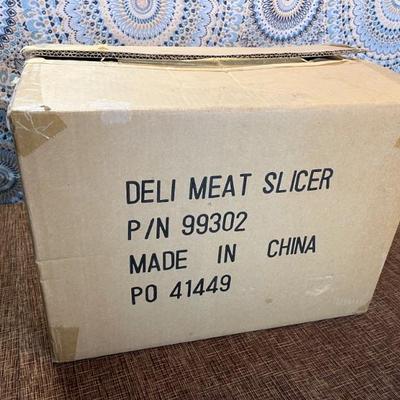 DELI MEAT SLICER
P/N 99302
MADE IN CHINA
PO 41449